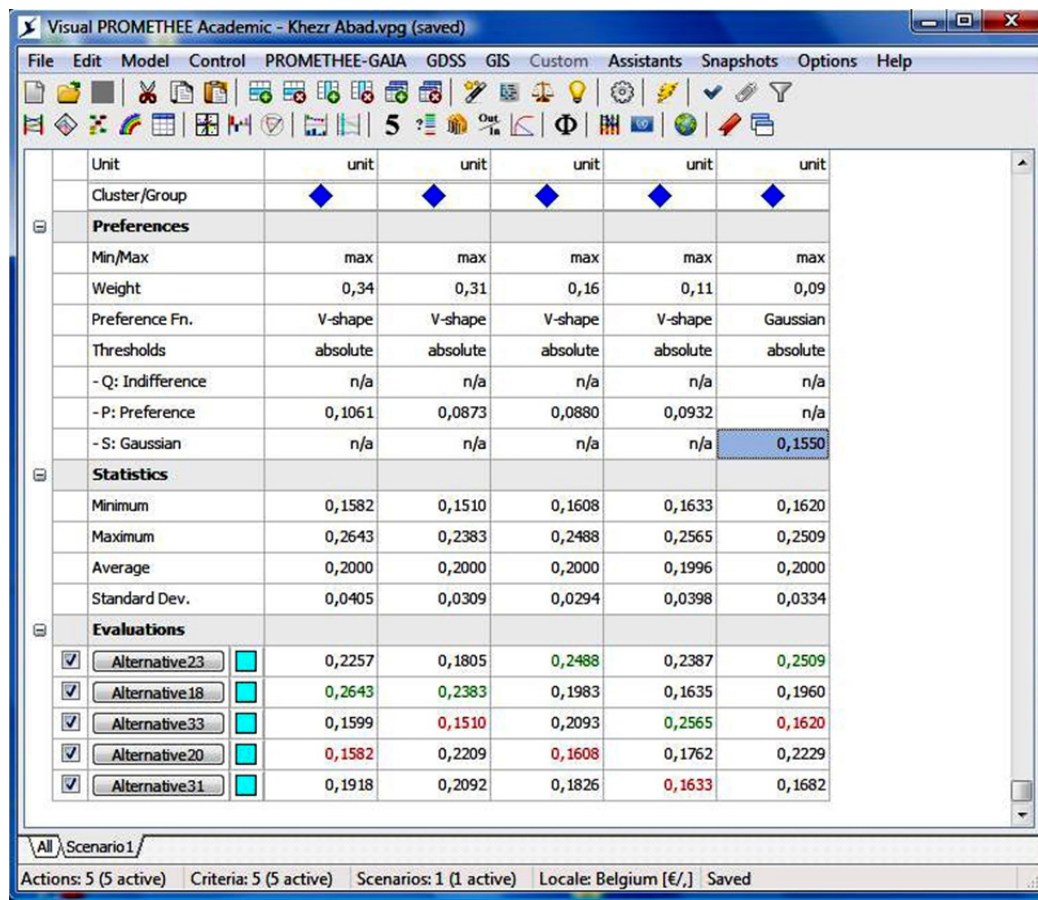 Visual PROMETHEE Academic - Khezr Abad.vpg (saved)
File Edit Model Control PROMETHEE-GAIA GDSS GIS Custom Assistants Snapshots Options Help
5 Out In Φ
Unit unit unit unit unit unit
Cluster/Group
Preferences
Min/Max max max max max max
Weight 0,34 0,31 0,16 0,11 0,09
Preference Fn. V-shape V-shape V-shape V-shape Gaussian
Thresholds absolute absolute absolute absolute absolute
- Q: Indifference n/a n/a n/a n/a n/a
- P: Preference 0,1061 0,0873 0,0880 0,0932 n/a
- S: Gaussian n/a n/a n/a n/a 0,1550
Statistics
Minimum 0,1582 0,1510 0,1608 0,1633 0,1620
Maximum 0,2643 0,2383 0,2488 0,2565 0,2509
Average 0,2000 0,2000 0,2000 0,1996 0,2000
Standard Dev. 0,0405 0,0309 0,0294 0,0398 0,0334
Evaluations
Alternative23 0,2257 0,1805 0,2488 0,2387 0,2509
Alternative18 0,2643 0,2383 0,1983 0,1635 0,1960
Alternative33 0,1599 0,1510 0,2093 0,2565 0,1620
Alternative20 0,1582 0,2209 0,1608 0,1762 0,2229
Alternative31 0,1918 0,2092 0,1826 0,1633 0,1682
All Scenario1
Actions: 5 (5 active) Criteria: 5 (5 active) Scenarios: 1 (1 active) Locale: Belgium [€/,] Saved